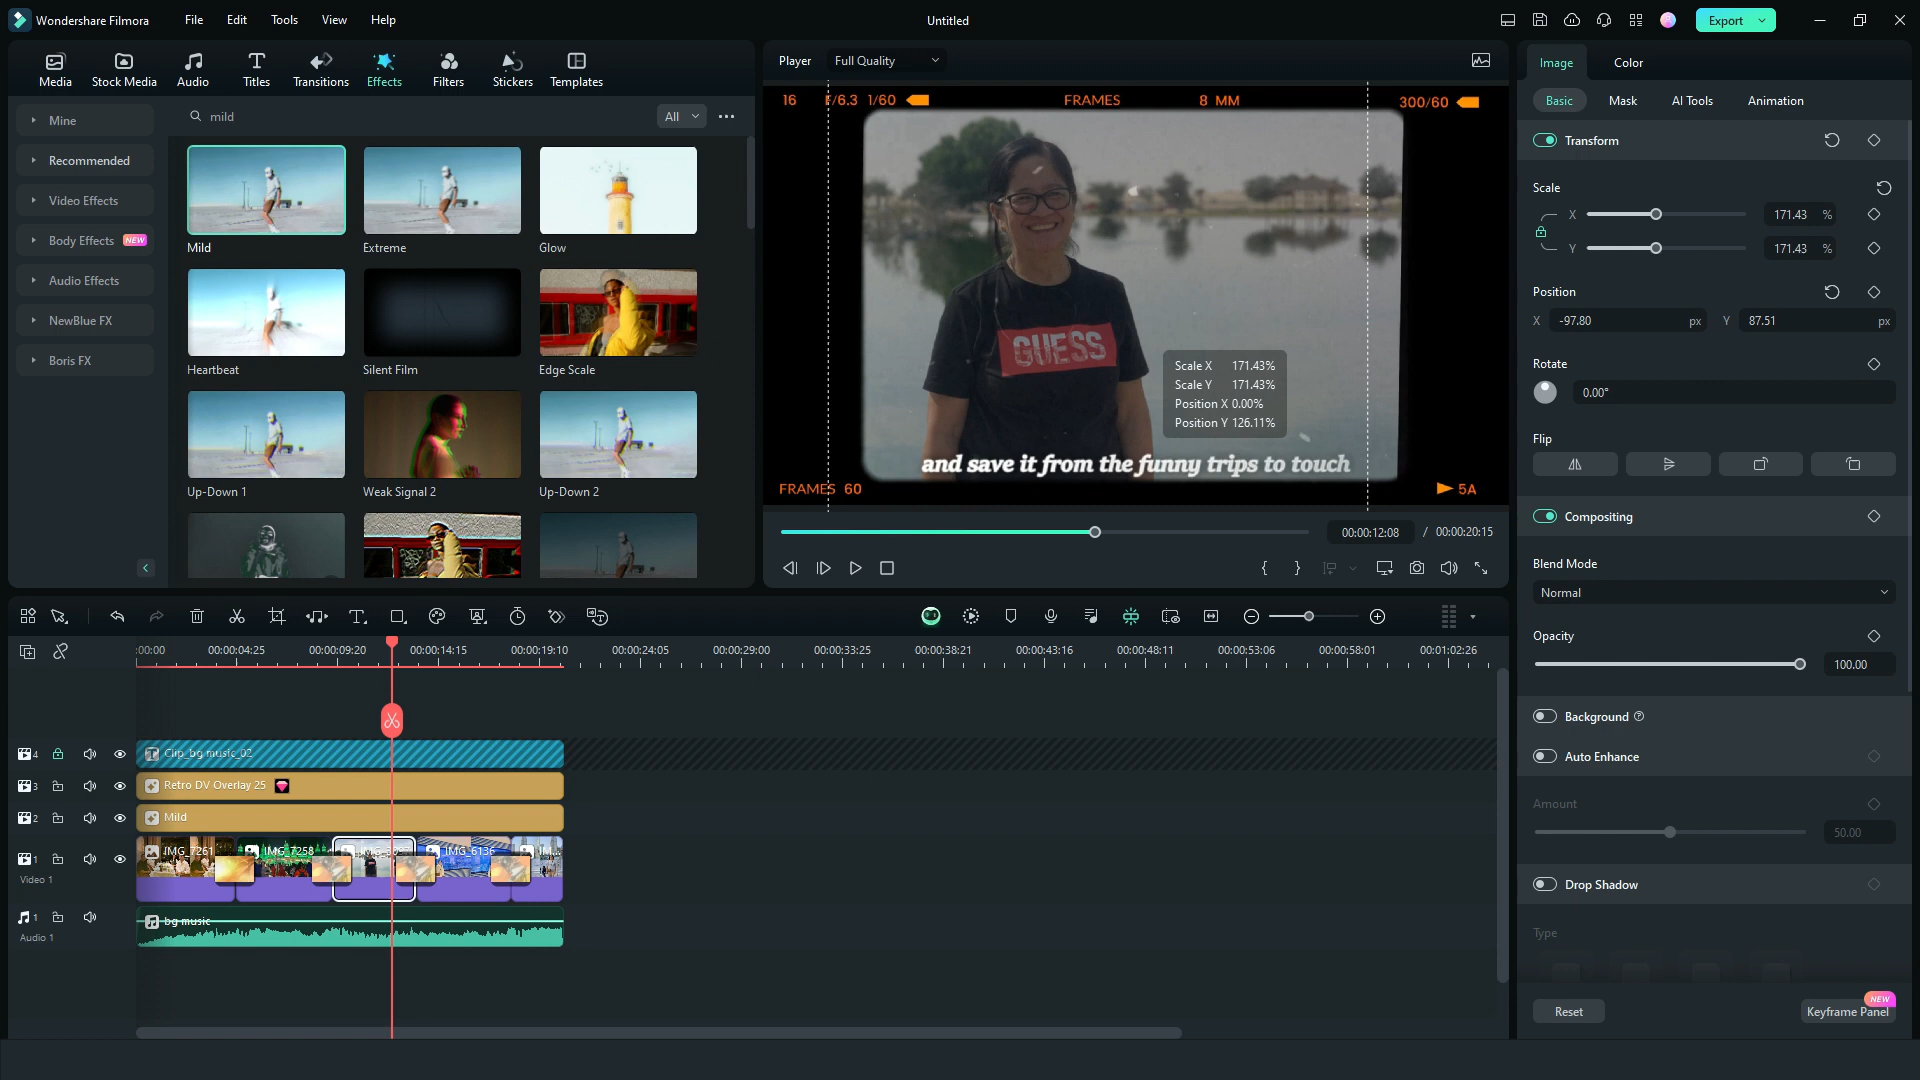 Wondershare Filmora
File
Edit
Tools
View
Help
Untitled
Export
Media
Stock Media
Audio
Titles
Transitions
Effects
Filters
Stickers
Templates
Mine
Recommended
Video Effects
Body Effects
NEW
Audio Effects
NewBlue FX
Boris FX
mild
All
Mild
Extreme
Glow
Heartbeat
Silent Film
Edge Scale
Up-Down 1
Weak Signal 2
Up-Down 2
Player
Full Quality
16 F/6.3 1/60
FRAMES
8 MM
300/60
GUESS
Scale X 171.43%
Scale Y 171.43%
Position X 0.00%
Position Y 126.11%
and save it from the funny trips to touch
FRAMES 60
5A
00:00:12:08 / 00:00:20:15
Image
Color
Basic
Mask
AI Tools
Animation
Transform
Scale
X 171.43 %
Y 171.43 %
Position
X -97.80 px Y 87.51 px
Rotate
0.00°
Flip
Compositing
Blend Mode
Normal
Opacity
100.00
Background
Auto Enhance
Amount
50.00
Drop Shadow
Type
Reset
NEW
Keyframe Panel
:00:00
00:00:04:25
00:00:09:20
00:00:14:15
00:00:19:10
00:00:24:05
00:00:29:00
00:00:33:25
00:00:38:21
00:00:43:16
00:00:48:11
00:00:53:06
00:00:58:01
00:01:02:26
4
Clip_bg music_02
3
Retro DV Overlay 25
2
Mild
1
IMG_7261
IMG_7258
IMG_6136
IM...
Video 1
1
bg music
Audio 1